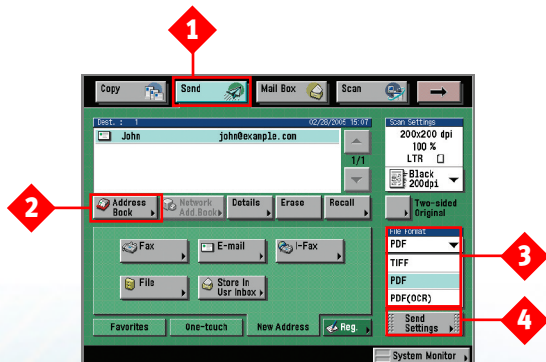 1
Copy Send Mail Box Scan
Dest. : 1 02/28/2005 15:07
John john@example.com
1/1
Scan Settings
200x200 dpi
100 %
LTR
Black
200dpi
2
Address
Book
Network
Add.Book
Details Erase Recall
Two-sided
Original
Fax E-mail I-Fax
File Store In
Usr Inbox
File Format
PDF
TIFF
PDF
PDF(OCR)
3
Send
Settings
4
Favorites One-touch New Address Reg.
System Monitor